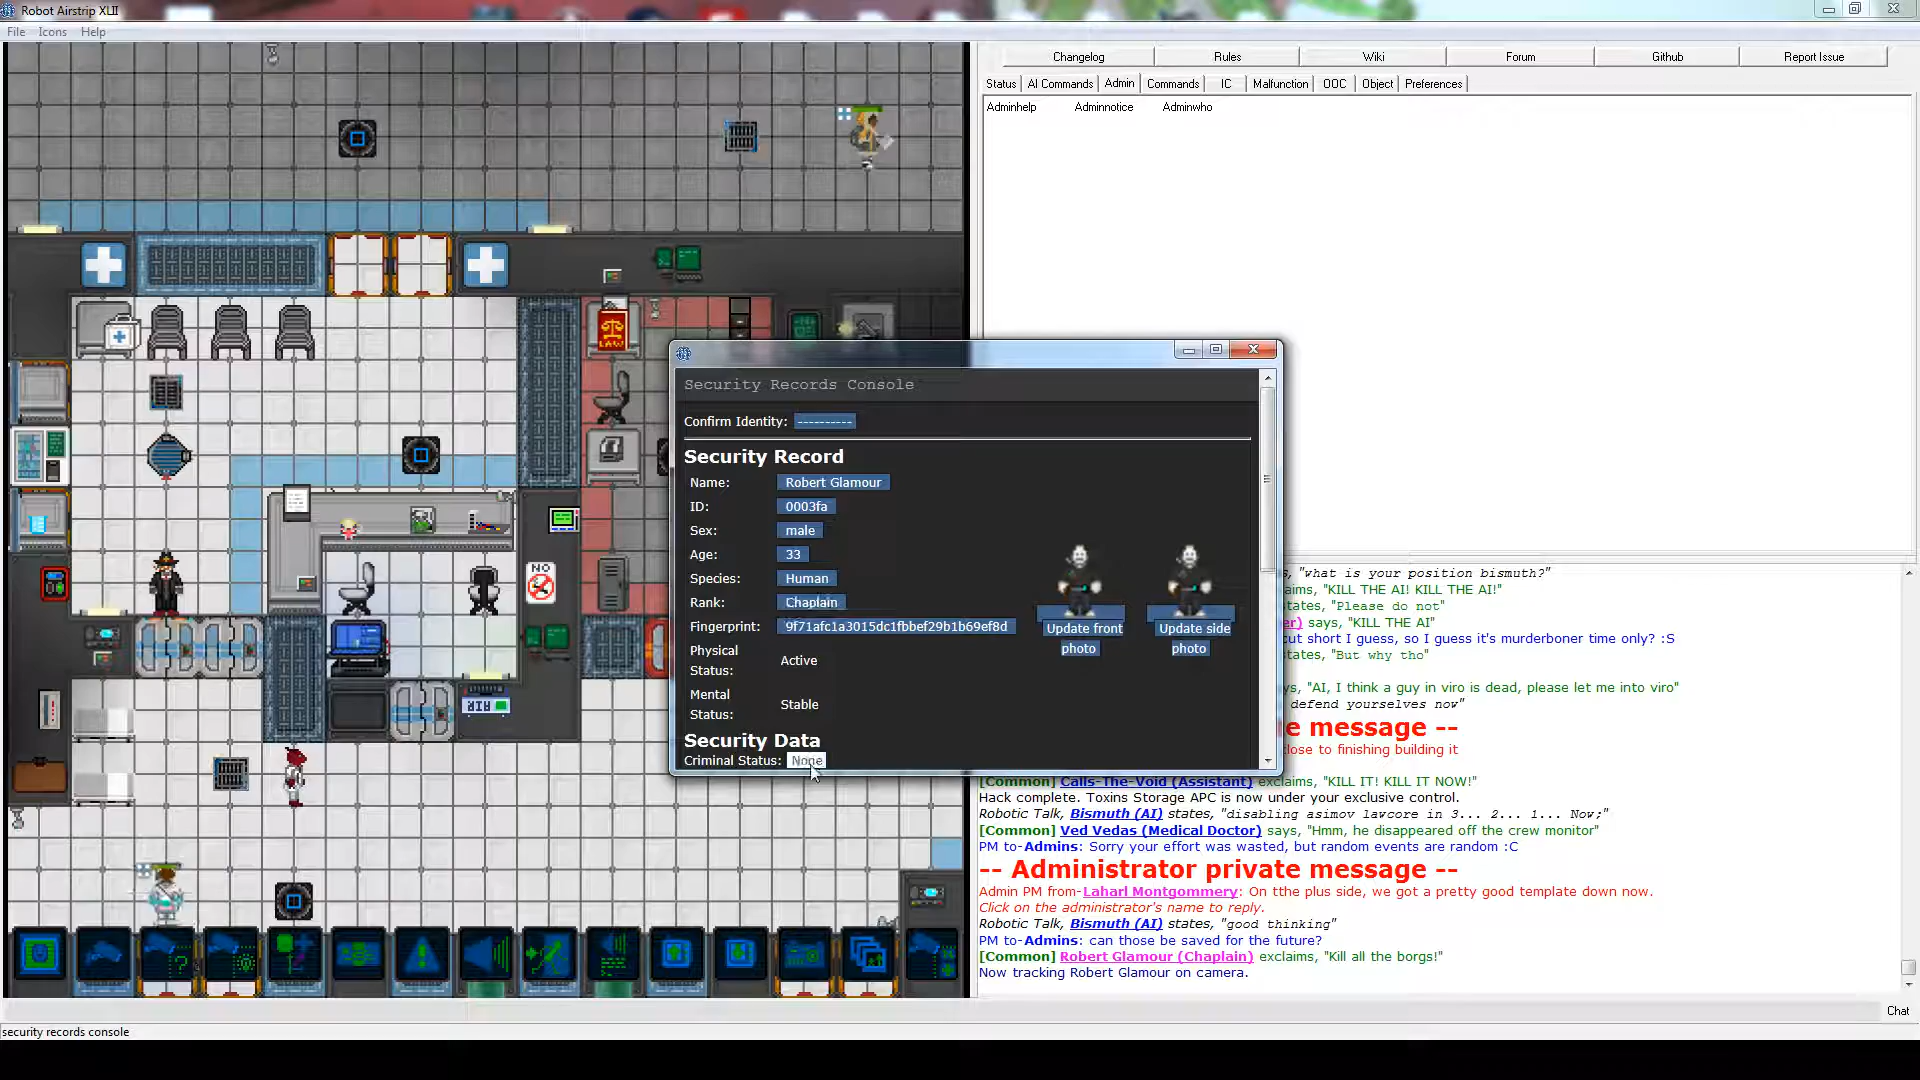 Robot Airstrip XLII
File Icons Help
Changelog Rules Wiki Forum Github Report Issue
Status AI Commands Admin Commands IC Malfunction OOC Object Preferences
Adminhelp Adminnotice Adminwho
LAW
NO
AIR
Security Records Console
Confirm Identity: ----------
Security Record
Name: Robert Glamour
ID: 0003fa
Sex: male
Age: 33
Species: Human
Rank: Chaplain
Fingerprint: 9f71afc1a3015dc1fbbef29b1b69ef8d
Physical Status: Active
Mental Status: Stable
Update front photo
Update side photo
Security Data
Criminal Status: None
s, "what is your position bismuth?"
aims, "KILL THE AI! KILL THE AI!"
tates, "Please do not"
er) says, "KILL THE AI"
cut short I guess, so I guess it's murderboner time only? :S
tates, "But why tho"
ys, "AI, I think a guy in viro is dead, please let me into viro"
defend yourselves now"
e message --
close to finishing building it
[Common] Calls-The-Void (Assistant) exclaims, "KILL IT! KILL IT NOW!"
Hack complete. Toxins Storage APC is now under your exclusive control.
Robotic Talk, Bismuth (AI) states, "disabling asimov lawcore in 3... 2... 1... Now;"
[Common] Ved Vedas (Medical Doctor) says, "Hmm, he disappeared off the crew monitor"
PM to-Admins: Sorry your effort was wasted, but random events are random :C
-- Administrator private message --
Admin PM from-Laharl Montgommery: On tthe plus side, we got a pretty good template down now.
Click on the administrator's name to reply.
Robotic Talk, Bismuth (AI) states, "good thinking"
PM to-Admins: can those be saved for the future?
[Common] Robert Glamour (Chaplain) exclaims, "Kill all the borgs!"
Now tracking Robert Glamour on camera.
Chat
security records console